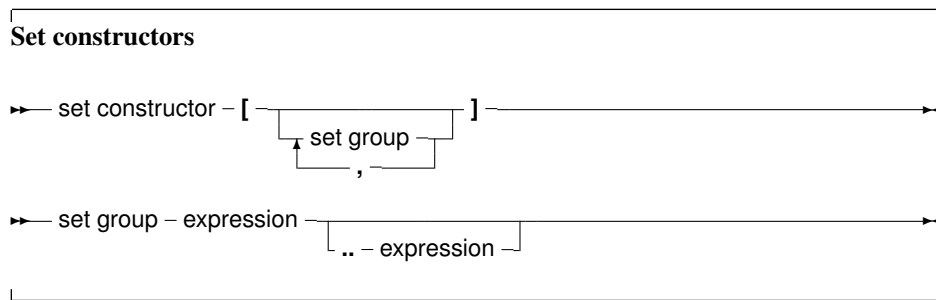 Set constructors
set constructor – [ ]
set group
,
set group – expression
.. – expression